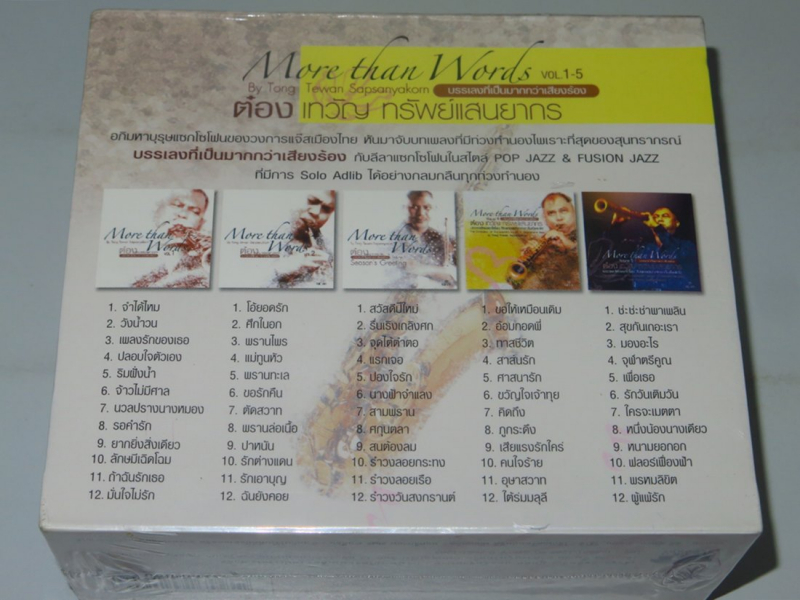 More than Words VOL.1-5
By Tong Tewan Sapsanyakorn บรรเลงที่เป็นมากกว่าเสียงร้อง
ต๋อง เทวัญ ทรัพย์แสนยากร
อภิมหาบุรุษแซกโซโฟนของวงการแจ๊สเมืองไทย หันมาจับบทเพลงที่มีท่วงทำนองไพเราะที่สุดของสุนทราภรณ์
บรรเลงที่เป็นมากกว่าเสียงร้อง กับลีลาแซกโซโฟนในสไตล์ POP JAZZ & FUSION JAZZ
ที่มีการ Solo Adlib ได้อย่างกลมกลืนทุกท่วงทำนอง
More than Words
More than Words
More than Words
Season's Greeting
More than Words
More than Words
1. จำได้ไหม
2. วังน้ำวน
3. เพลงรักของเธอ
4. ปลอบใจตัวเอง
5. ริมฝั่งน้ำ
6. จ้าวไม่มีศาล
7. นวลปรางนางหมอง
8. รอคำรัก
9. ยากยิ่งสิ่งเดียว
10. ลักษมีเฉิดโฉม
11. ถ้าฉันรักเธอ
12. มั่นใจไม่รัก
1. โอ้ยอดรัก
2. ศึกในอก
3. พรานไพร
4. แม่ทูนหัว
5. พรานทะเล
6. ขอรักคืน
7. ตัดสวาท
8. พรานล่อเนื้อ
9. ปาหนัน
10. รักต่างแดน
11. รักเอาบุญ
12. ฉันยังคอย
1. สวัสดีปีใหม่
2. รื่นเริงเถลิงศก
3. จุดไต้ตำตอ
4. แรกเจอ
5. ปองใจรัก
6. นางฟ้าจำแลง
7. สามพราน
8. ศกุนตลา
9. สนต้องลม
10. รำวงลอยกระทง
11. รำวงลอยเรือ
12. รำวงวันสงกรานต์
1. ขอให้เหมือนเดิม
2. อ้อมกอดพี่
3. ทาสชีวิต
4. สาส์นรัก
5. ศาสนารัก
6. ขวัญใจเจ้าทุย
7. คิดถึง
8. ภูกระดึง
9. เสียแรงรักใคร่
10. คนใจร้าย
11. อุษาสวาท
12. ใต้ร่มมลุลี
1. ช่ะช่ะช่าพาเพลิน
2. สุขกันเถอะเรา
3. มองอะไร
4. จุฬาตรีคูณ
5. เพื่อเธอ
6. รักวันเติมวัน
7. ใครจะเมตตา
8. หนึ่งน้องนางเดียว
9. หนามยอกอก
10. ฟลอร์เฟื่องฟ้า
11. พรหมลิขิต
12. ผู้แพ้รัก